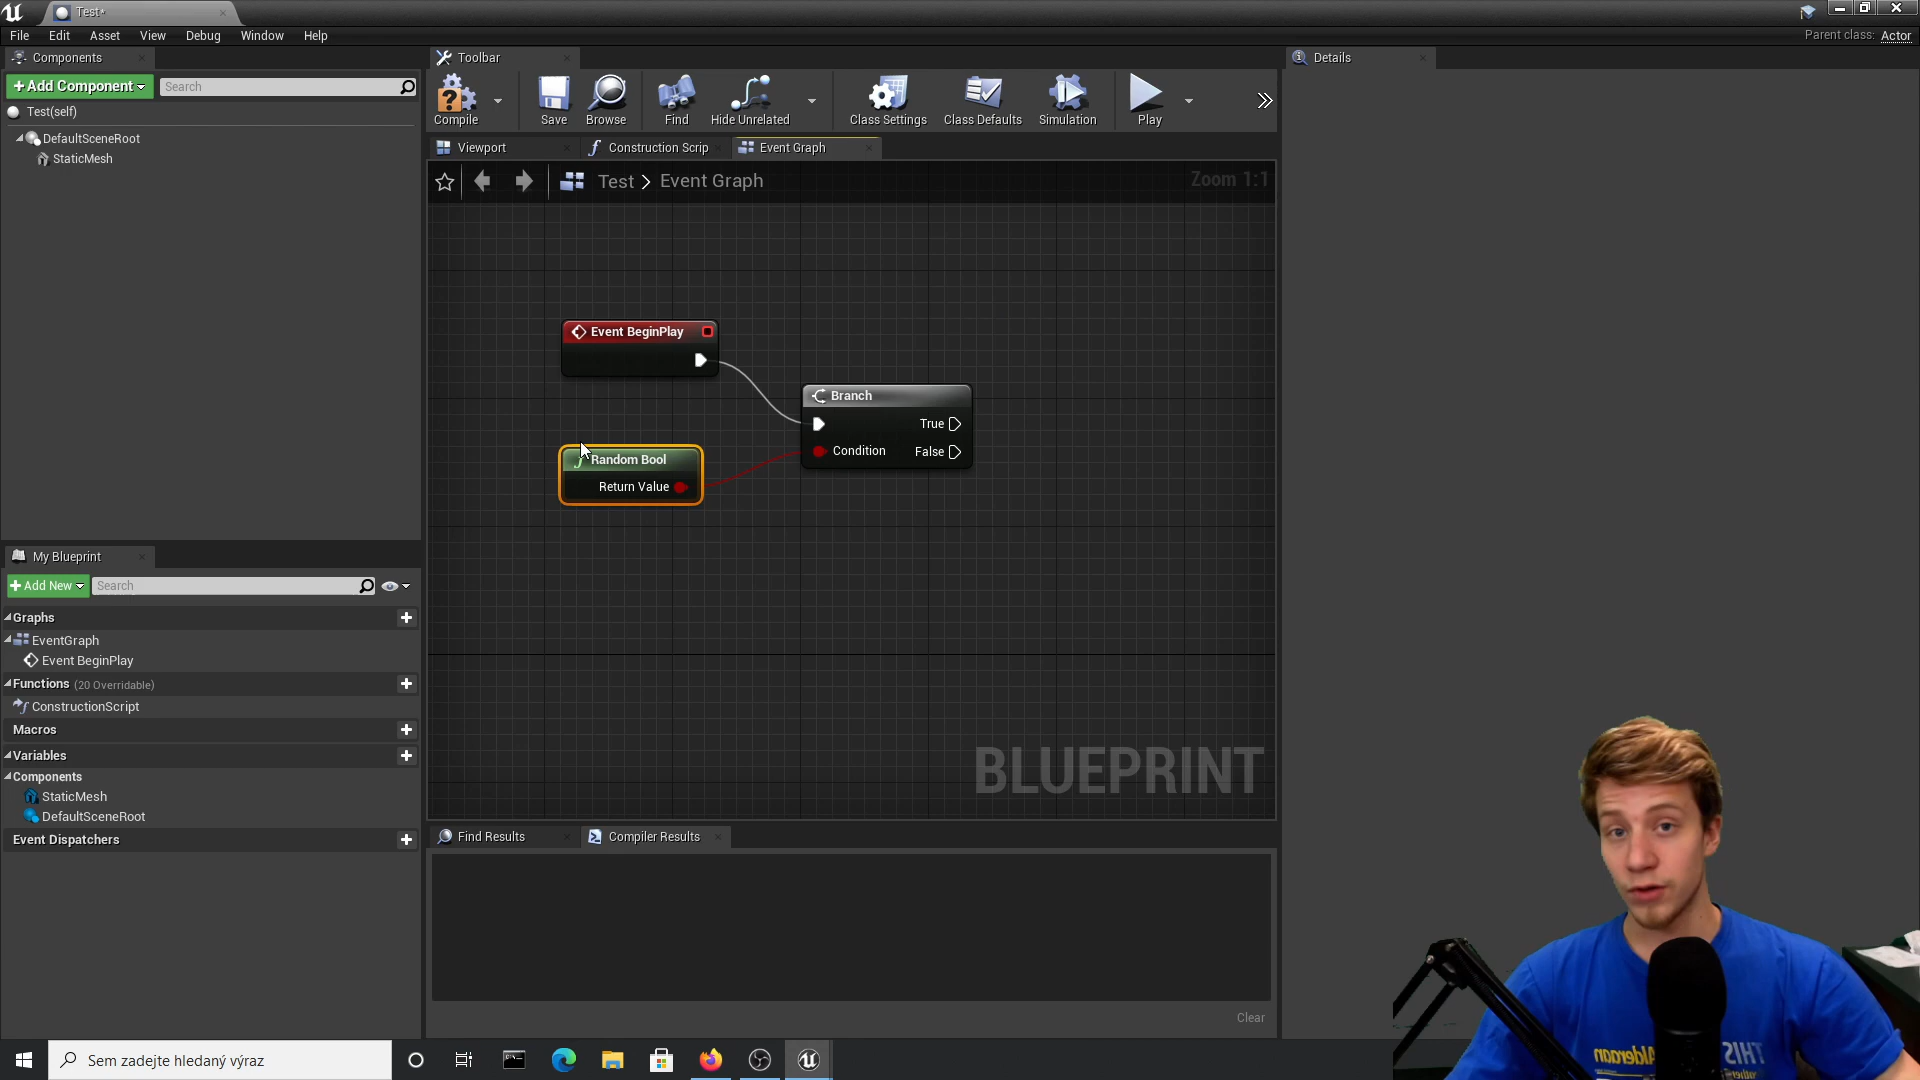 Test*
File Edit Asset View Debug Window Help
Parent class: Actor
Components
Add Component
Search
Test(self)
DefaultSceneRoot
StaticMesh
My Blueprint
Add New
Search
Graphs
EventGraph
Event BeginPlay
Functions (20 Overridable)
ConstructionScript
Macros
Variables
Components
StaticMesh
DefaultSceneRoot
Event Dispatchers
Toolbar
Compile Save Browse Find Hide Unrelated Class Settings Class Defaults Simulation Play
Viewport Construction Scrip Event Graph
Test > Event Graph
Zoom 1:1
Event BeginPlay
Branch
True
Condition False
Random Bool
Return Value
BLUEPRINT
Find Results Compiler Results
Clear
Details
THIS
Alderaan
Sem zadejte hledaný výraz